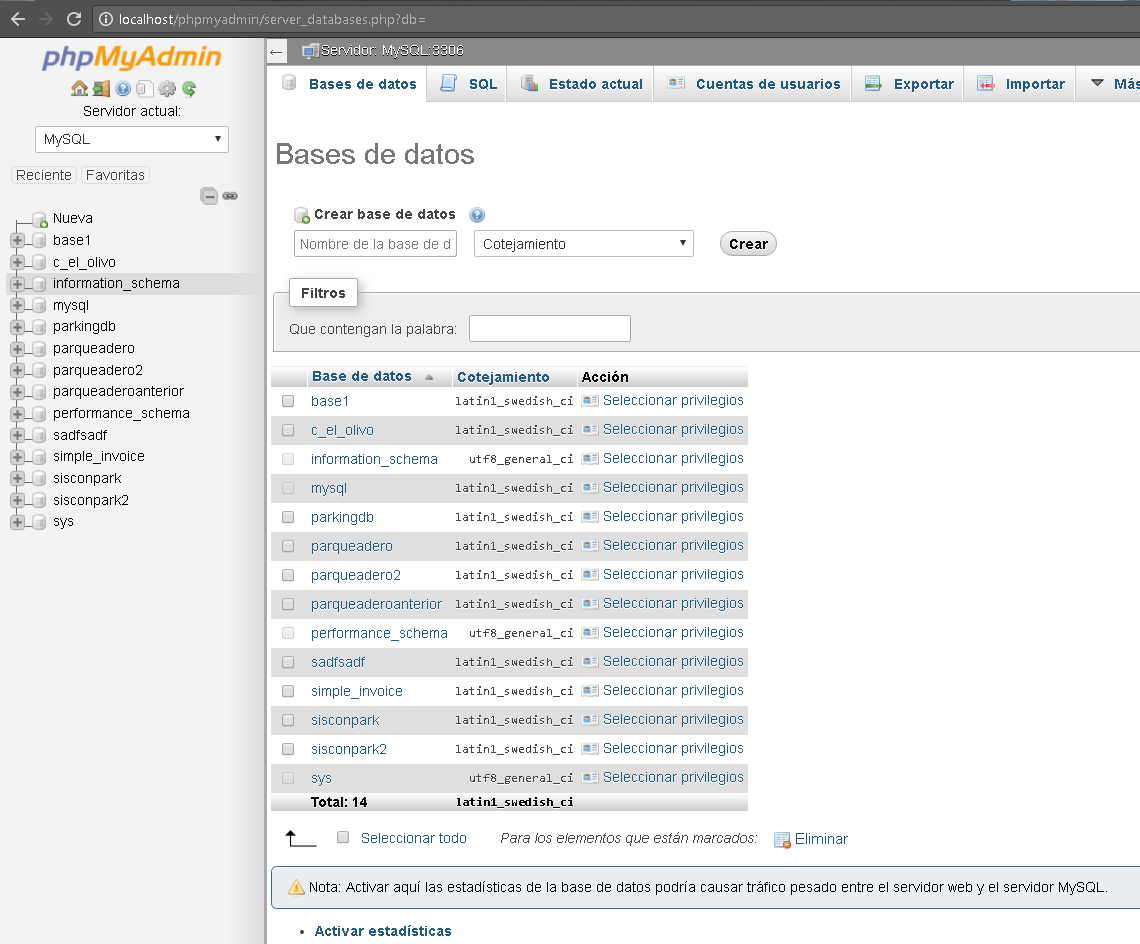 localhost/phpmyadmin/server_databases.php?db=
phpMyAdmin
Servidor actual:
MySQL
Reciente Favoritas
Nueva
base1
c_el_olivo
information_schema
mysql
parkingdb
parqueadero
parqueadero2
parqueaderoanterior
performance_schema
sadfsadf
simple_invoice
sisconpark
sisconpark2
sys
Servidor: MySQL:3306
Bases de datos SQL Estado actual Cuentas de usuarios Exportar Importar Más
Bases de datos
Crear base de datos
Nombre de la base de d Cotejamiento Crear
Filtros
Que contengan la palabra:
Base de datos Cotejamiento Acción
base1 latin1_swedish_ci Seleccionar privilegios
c_el_olivo latin1_swedish_ci Seleccionar privilegios
information_schema utf8_general_ci Seleccionar privilegios
mysql latin1_swedish_ci Seleccionar privilegios
parkingdb latin1_swedish_ci Seleccionar privilegios
parqueadero latin1_swedish_ci Seleccionar privilegios
parqueadero2 latin1_swedish_ci Seleccionar privilegios
parqueaderoanterior latin1_swedish_ci Seleccionar privilegios
performance_schema utf8_general_ci Seleccionar privilegios
sadfsadf latin1_swedish_ci Seleccionar privilegios
simple_invoice latin1_swedish_ci Seleccionar privilegios
sisconpark latin1_swedish_ci Seleccionar privilegios
sisconpark2 latin1_swedish_ci Seleccionar privilegios
sys utf8_general_ci Seleccionar privilegios
Total: 14 latin1_swedish_ci
Seleccionar todo Para los elementos que están marcados: Eliminar
Nota: Activar aquí las estadísticas de la base de datos podría causar tráfico pesado entre el servidor web y el servidor MySQL.
• Activar estadísticas